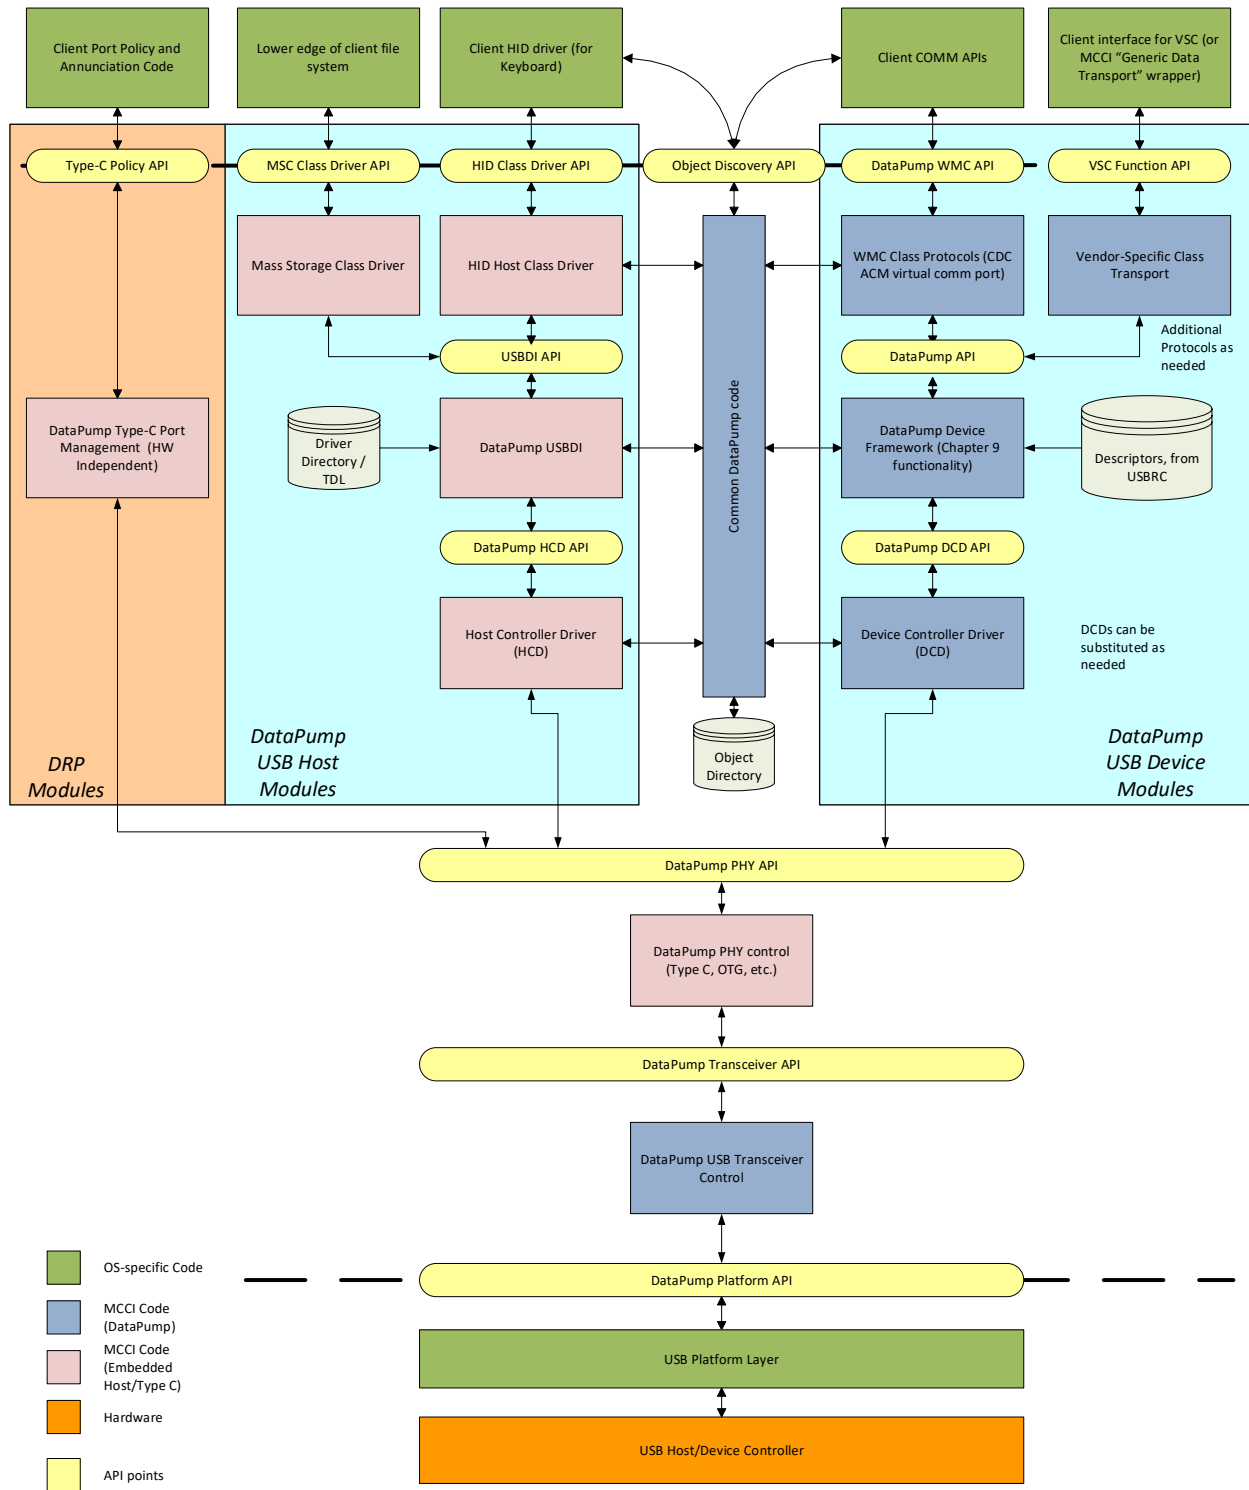 Client Port Policy and
Annunciation Code
Lower edge of client file
system
Client HID driver (for
Keyboard)
Client COMM APIs
Client interface for VSC (or
MCCI “Generic Data
Transport” wrapper)
Type-C Policy API
MSC Class Driver API
HID Class Driver API
Object Discovery API
DataPump WMC API
VSC Function API
Mass Storage Class Driver
HID Host Class Driver
WMC Class Protocols (CDC
ACM virtual comm port)
Vendor-Specific Class
Transport
USBDI API
DataPump API
Additional
Protocols as
needed
DataPump Type-C Port
Management (HW
Independent)
Driver
Directory /
TDL
DataPump USBDI
Common DataPump code
DataPump Device
Framework (Chapter 9
functionality)
Descriptors, from
USBRC
DataPump HCD API
DataPump DCD API
Host Controller Driver
(HCD)
Device Controller Driver
(DCD)
DCDs can be
substituted as
needed
DRP
Modules
DataPump
USB Host
Modules
Object
Directory
DataPump
USB Device
Modules
DataPump PHY API
DataPump PHY control
(Type C, OTG, etc.)
DataPump Transceiver API
DataPump USB Transceiver
Control
DataPump Platform API
USB Platform Layer
USB Host/Device Controller
OS-specific Code
MCCI Code
(DataPump)
MCCI Code
(Embedded
Host/Type C)
Hardware
API points